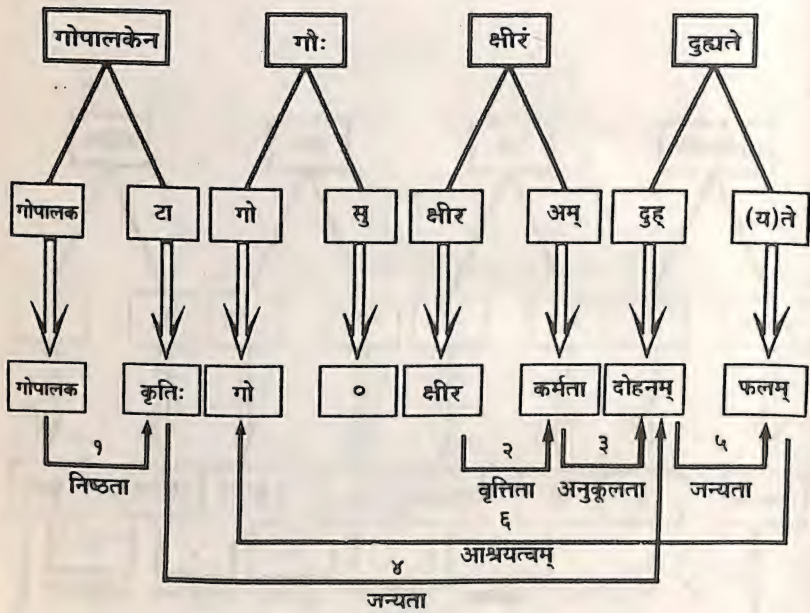 गोपालकेन गौः क्षीरं दुह्यते
गोपालक टा गो सु क्षीर अम् दुह् (य)ते
गोपालक कृतिः गो ० क्षीर कर्मता दोहनम् फलम्
१ २ ३ ५
निष्ठता वृत्तिता अनुकूलता जन्यता
६
आश्रयत्वम्
४
जन्यता